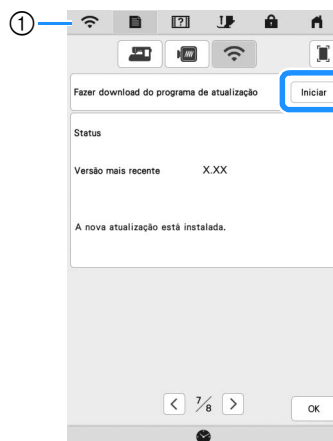 ①
Fazer download do programa de atualização
Iniciar
Status
Versão mais recente X.XX
A nova atualização está instalada.
7/8
OK